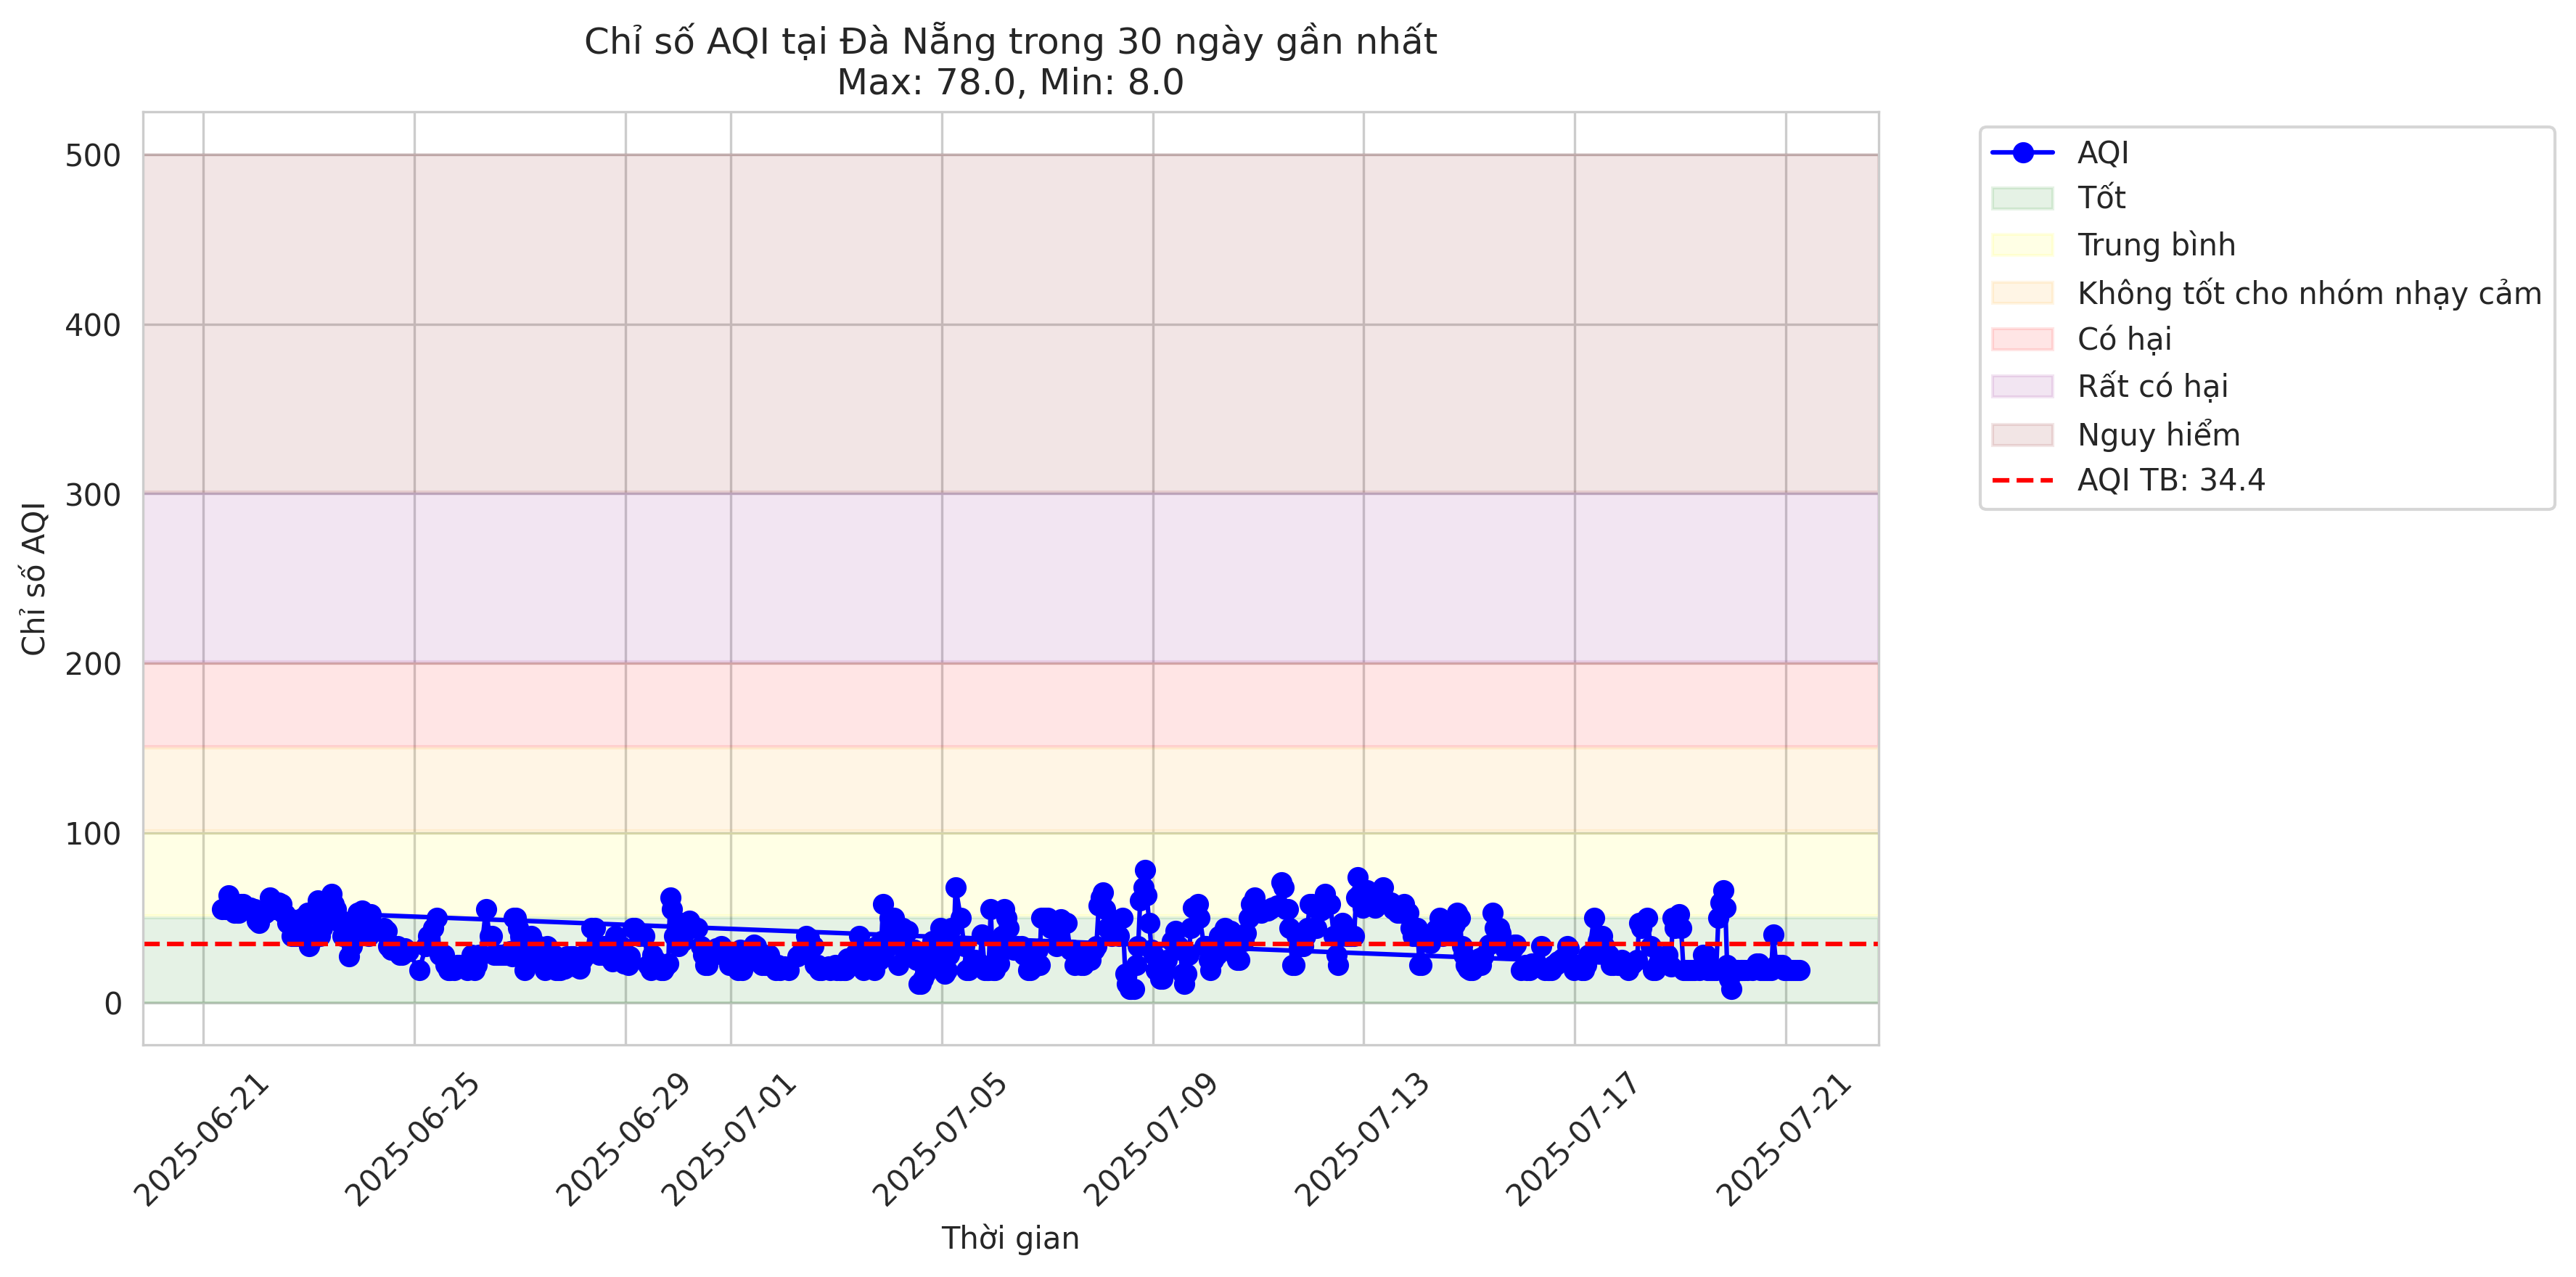 Chỉ số AQI tại Đà Nẵng trong 30 ngày gần nhất
Max: 78.0, Min: 8.0
Chỉ số AQI
500
400
300
200
100
0
2025-06-21
2025-06-25
2025-06-29
2025-07-01
2025-07-05
2025-07-09
2025-07-13
2025-07-17
2025-07-21
Thời gian
AQI
Tốt
Trung bình
Không tốt cho nhóm nhạy cảm
Có hại
Rất có hại
Nguy hiểm
AQI TB: 34.4